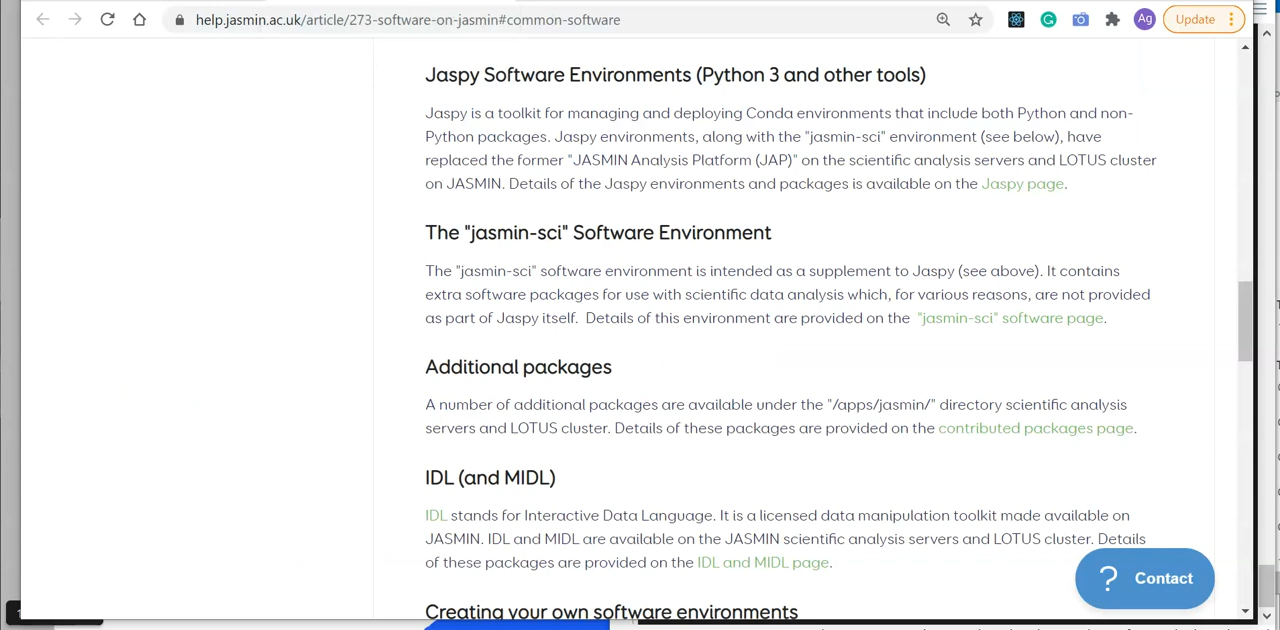 help.jasmin.ac.uk/article/273-software-on-jasmin#common-software
Ag
Update
Jaspy Software Environments (Python 3 and other tools)
Jaspy is a toolkit for managing and deploying Conda environments that include both Python and non-
Python packages. Jaspy environments, along with the "jasmin-sci" environment (see below), have
replaced the former "JASMIN Analysis Platform (JAP)" on the scientific analysis servers and LOTUS cluster
on JASMIN. Details of the Jaspy environments and packages is available on the Jaspy page.
The "jasmin-sci" Software Environment
The "jasmin-sci" software environment is intended as a supplement to Jaspy (see above). It contains
extra software packages for use with scientific data analysis which, for various reasons, are not provided
as part of Jaspy itself. Details of this environment are provided on the "jasmin-sci" software page.
Additional packages
A number of additional packages are available under the "/apps/jasmin/" directory scientific analysis
servers and LOTUS cluster. Details of these packages are provided on the contributed packages page.
IDL (and MIDL)
IDL stands for Interactive Data Language. It is a licensed data manipulation toolkit made available on
JASMIN. IDL and MIDL are available on the JASMIN scientific analysis servers and LOTUS cluster. Details
of these packages are provided on the IDL and MIDL page.
? Contact
Creating your own software environments